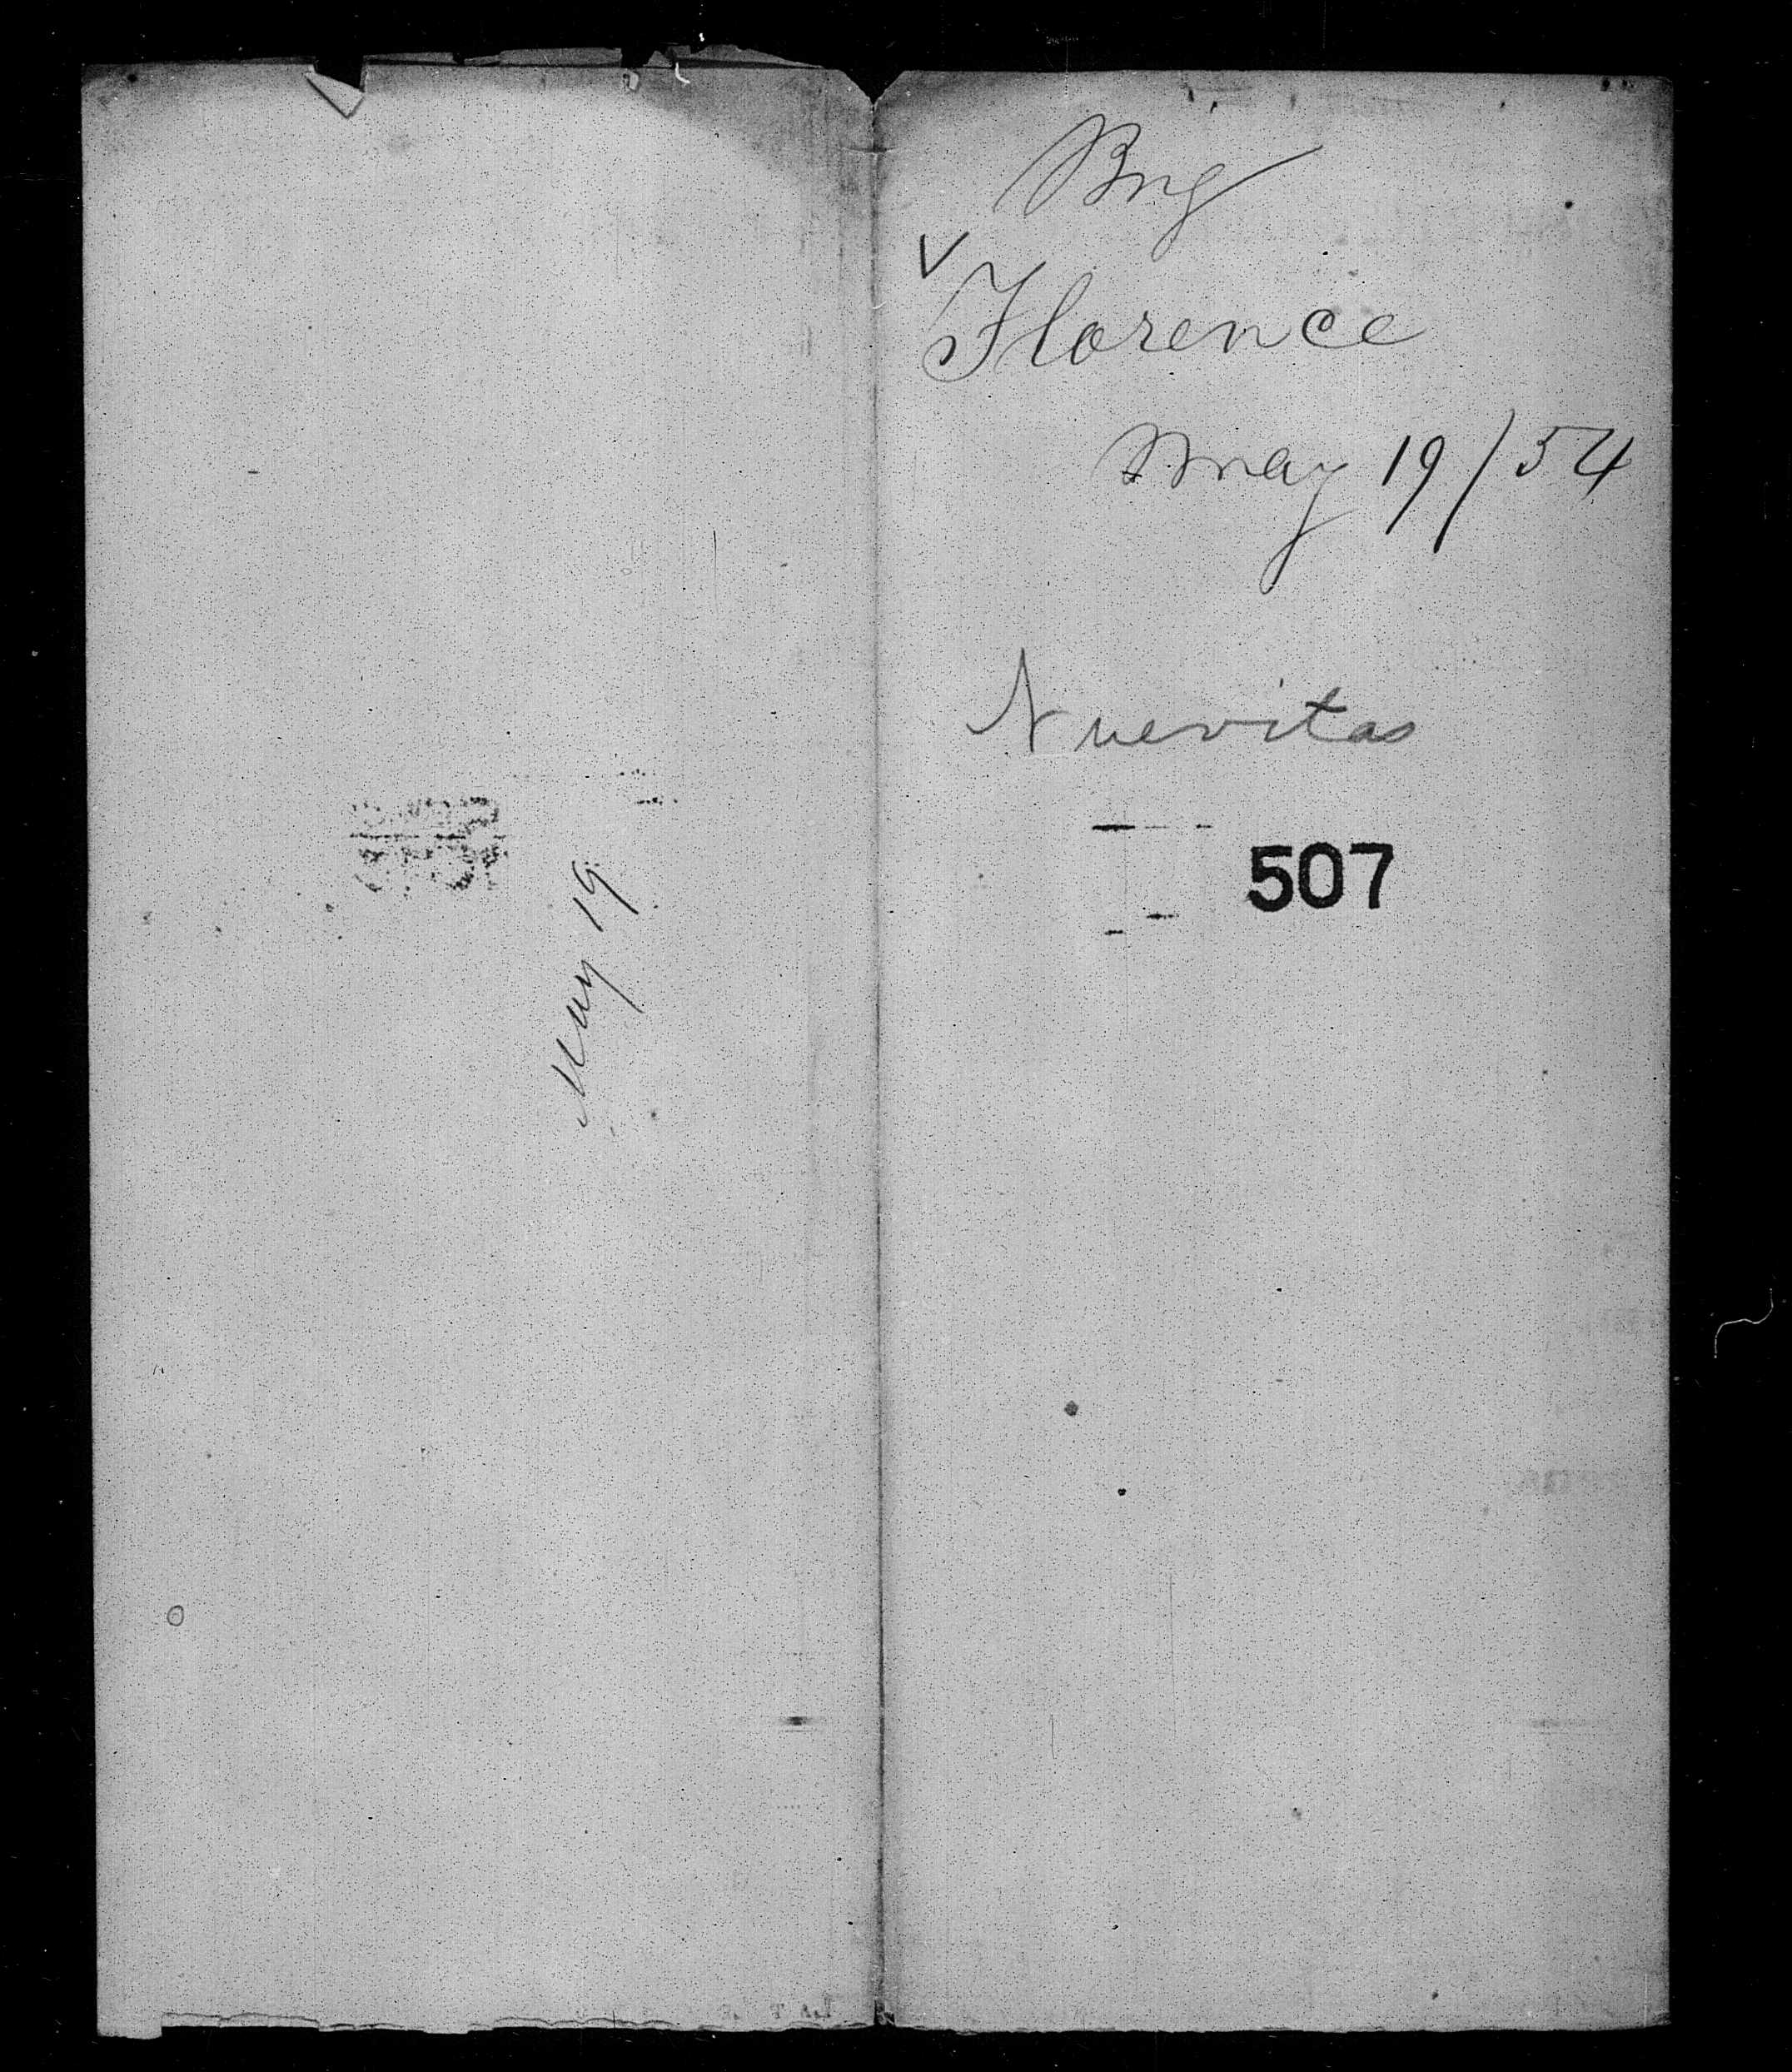 May 19
Brig
V
Florence
May 19/54
Nuevitas
507